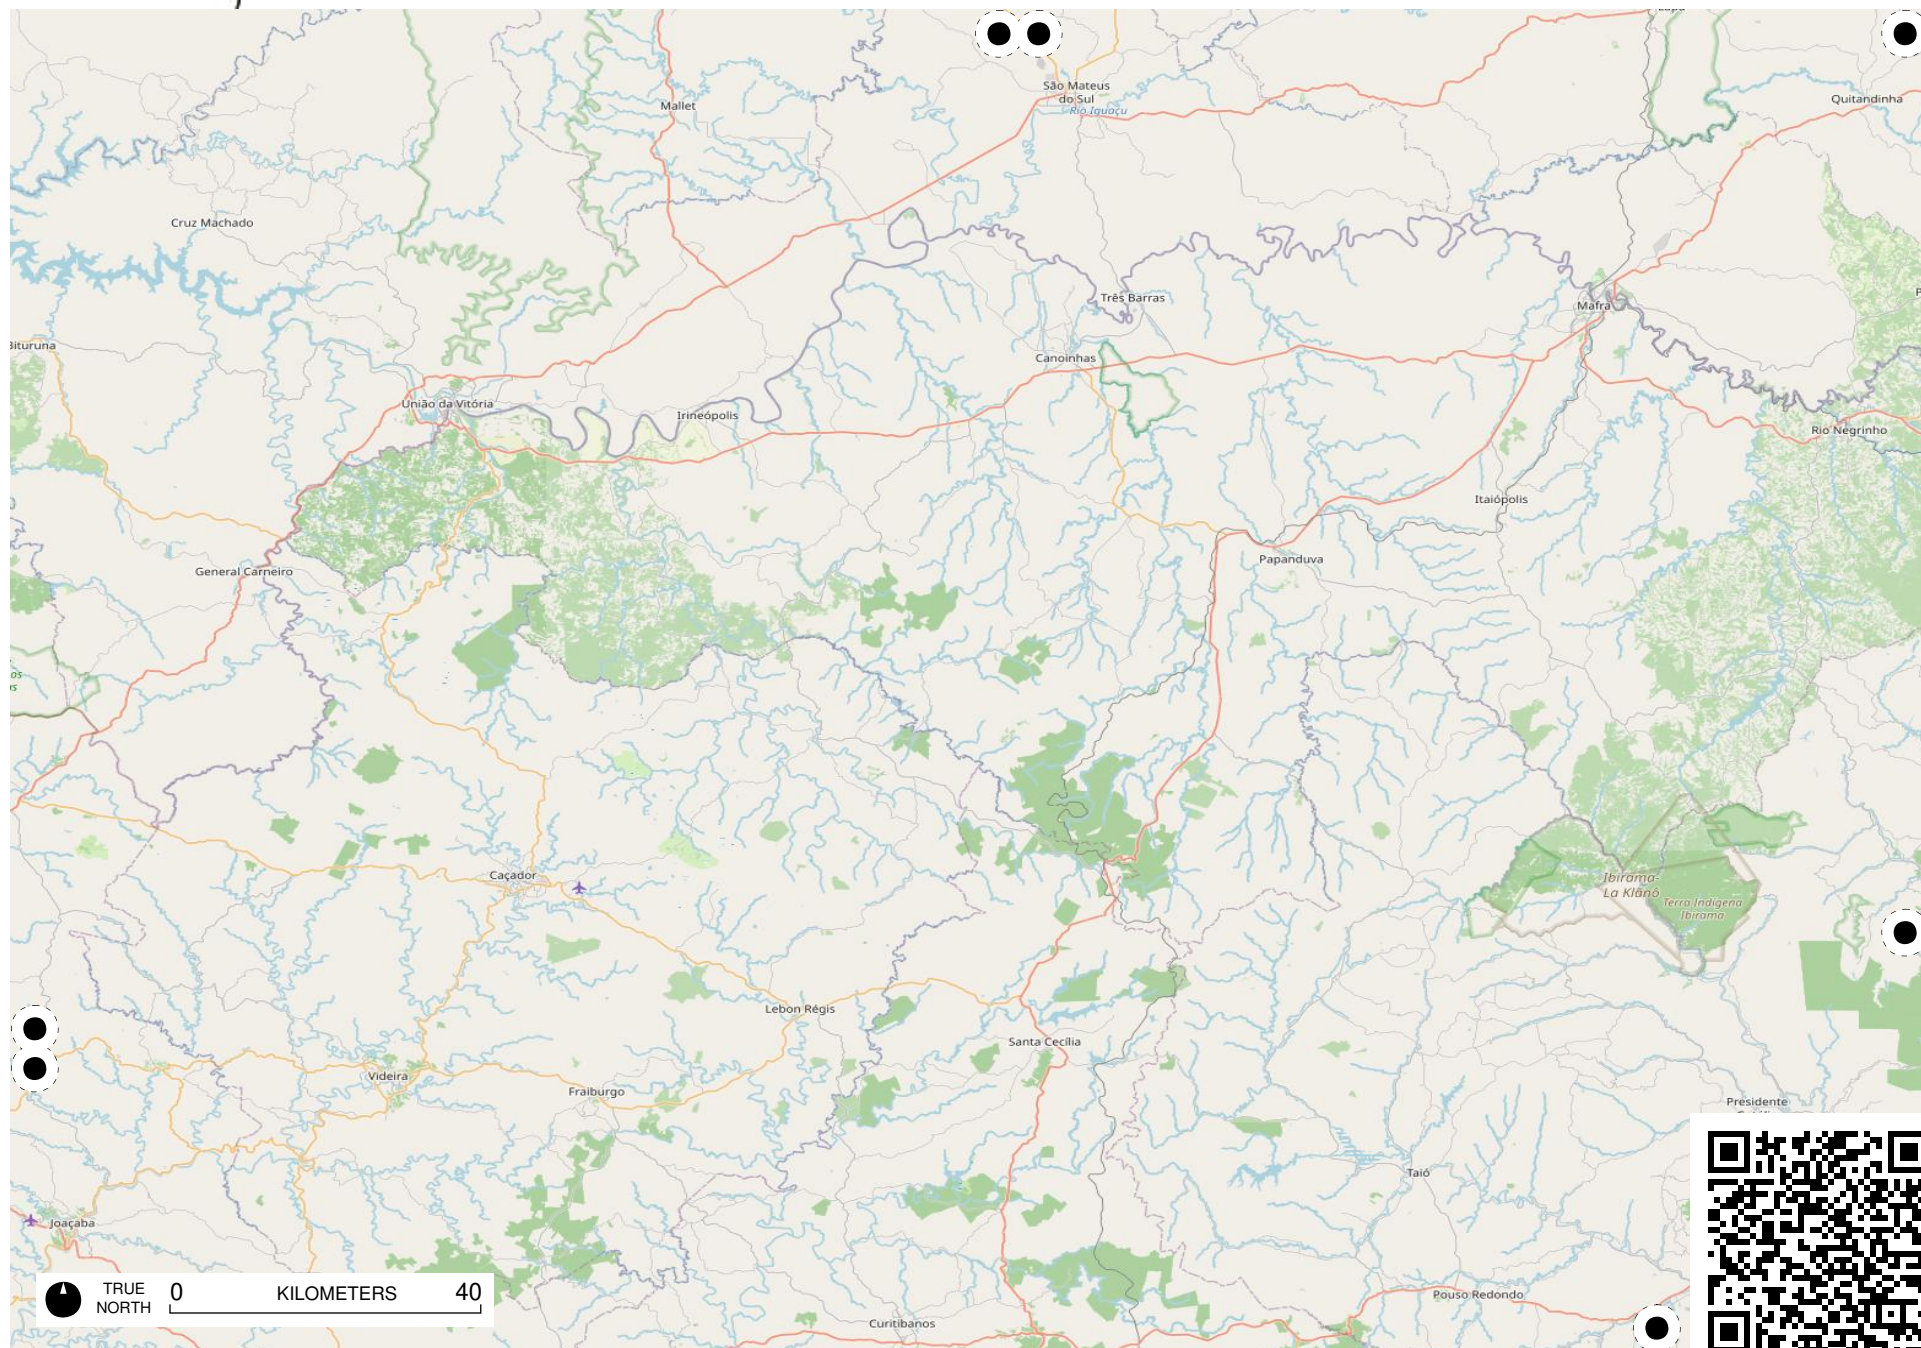 São Mateus
do Sul
Mallet
Rio Iguaçu
Quitandinha
Cruz Machado
Três Barras
Mafra
Bituruna
Canoinhas
União da Vitória
Irineópolis
Rio Negrinho
Itaiópolis
General Carneiro
Papanduva
Caçador
Ibirama-
La Klãnô
Terra Indígena
Ibirama
Lebon Régis
Santa Cecília
Videira
Fraiburgo
Presidente
Taió
Joaçaba
TRUE
NORTH
0 KILOMETERS 40
Pouso Redondo
Curitibanos